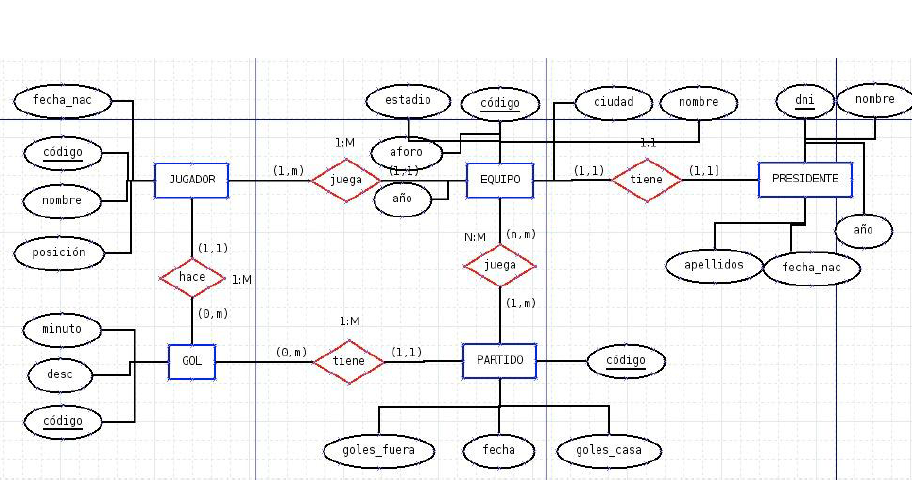 fecha_nac
estadio
código
ciudad
nombre
dni
nombre
código
1:M
aforo
1:1
JUGADOR
(1,m)
juega
(1,1)
EQUIPO
(1,1)
tiene
(1,1)
PRESIDENTE
nombre
año
posición
(1,1)
N:M
(n,m)
año
hace
1:M
juega
apellidos
fecha_nac
(0,m)
(1,m)
minuto
1:M
GOL
(0,m)
tiene
(1,1)
PARTIDO
código
desc
código
goles_fuera
fecha
goles_casa